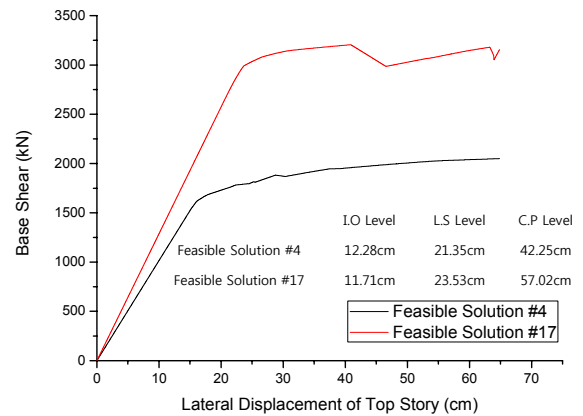 3500
3000
2500
2000
1500
1000
500
0
Base Shear (kN)
I.O Level L.S Level C.P Level
Feasible Solution #4 12.28cm 21.35cm 42.25cm
Feasible Solution #17 11.71cm 23.53cm 57.02cm
Feasible Solution #4
Feasible Solution #17
0 10 20 30 40 50 60 70 80
Lateral Displacement of Top Story (cm)